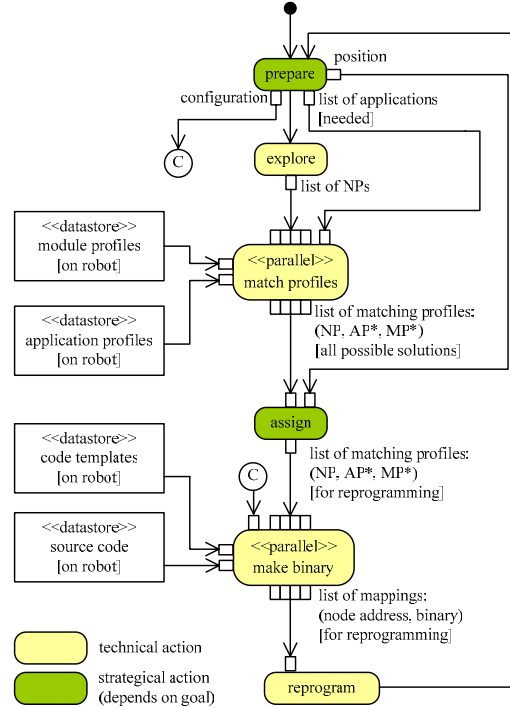 position
prepare
configuration
list of applications
[needed]
C
explore
list of NPs
<<datastore>>
module profiles
[on robot]
<<parallel>>
match profiles
<<datastore>>
application profiles
[on robot]
list of matching profiles:
(NP, AP*, MP*)
[all possible solutions]
assign
<<datastore>>
code templates
[on robot]
list of matching profiles:
(NP, AP*, MP*)
[for reprogramming]
C
<<datastore>>
source code
[on robot]
<<parallel>>
make binary
list of mappings:
(node address, binary)
[for reprogramming]
technical action
strategical action
(depends on goal)
reprogram